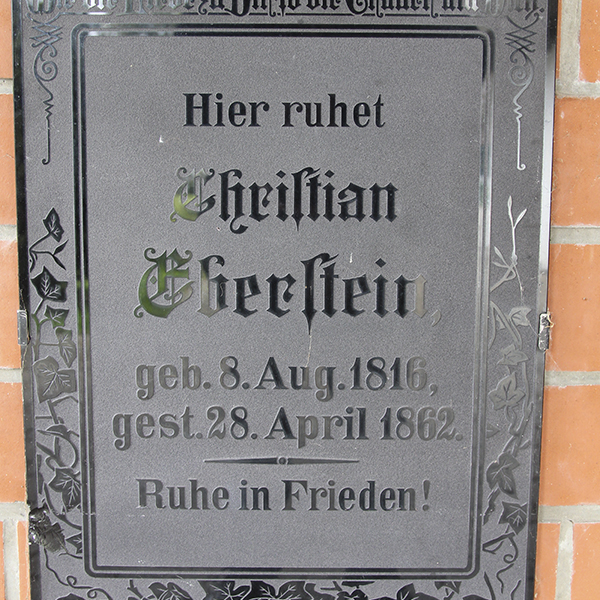 Hier ruhet
Christian
Eberstein,
geb. 8. Aug. 1816,
gest. 28. April 1862.
Ruhe in Frieden!